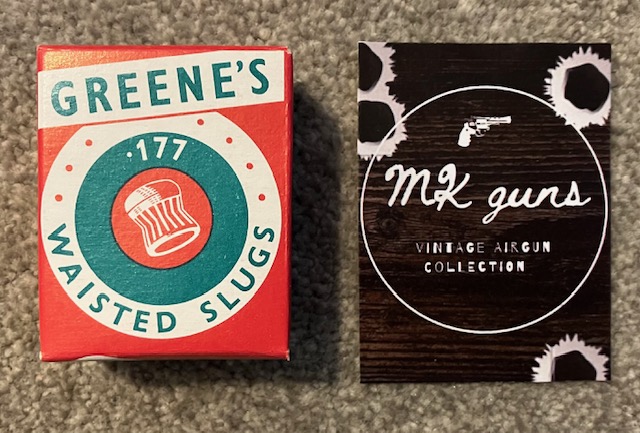 GREENE'S
·177
WAISTED SLUGS
MK guns
VINTAGE AIRGUN
COLLECTION